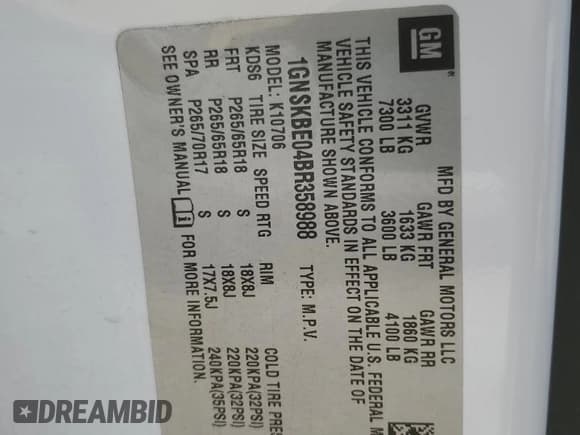 GM
®
MFD BY GENERAL MOTORS LLC
GVWR GAWR FRT GAWR RR
3311 KG 1633 KG 1860 KG
7300 LB 3600 LB 4100 LB
THIS VEHICLE CONFORMS TO ALL APPLICABLE U.S. FEDERAL M
VEHICLE SAFETY STANDARDS IN EFFECT ON THE DATE OF
MANUFACTURE SHOWN ABOVE.
1GNSKBE04BR358988 TYPE: M.P.V.
MODEL: K10706
KDS6 TIRE SIZE SPEED RTG RIM COLD TIRE PRES
FRT P265/65R18 S 18X8J 220KPA(32PSI)
RR P265/65R18 S 18X8J 220KPA(32PSI)
SPA P265/70R17 S 17X7.5J 240KPA(35PSI)
SEE OWNER'S MANUAL i FOR MORE INFORMATION.
DREAMBID